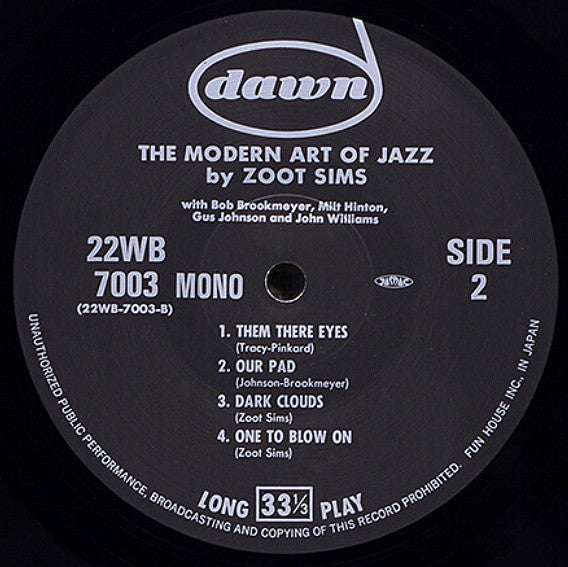 dawn
THE MODERN ART OF JAZZ
by ZOOT SIMS
with Bob Brookmeyer, Milt Hinton,
Gus Johnson and John Williams
22WB
7003 MONO
(22WB-7003-B)
SIDE
2
JASRAC
1. THEM THERE EYES
(Tracy-Pinkard)
2. OUR PAD
(Johnson-Brookmeyer)
3. DARK CLOUDS
(Zoot Sims)
4. ONE TO BLOW ON
(Zoot Sims)
LONG 33 1/3 PLAY
UNAUTHORIZED PUBLIC PERFORMANCE, BROADCASTING AND COPYING OF THIS RECORD PROHIBITED. FUN HOUSE INC. IN JAPAN